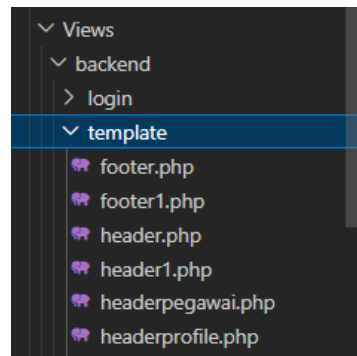 Views
backend
login
template
footer.php
footer1.php
header.php
header1.php
headerpegawai.php
headerprofile.php